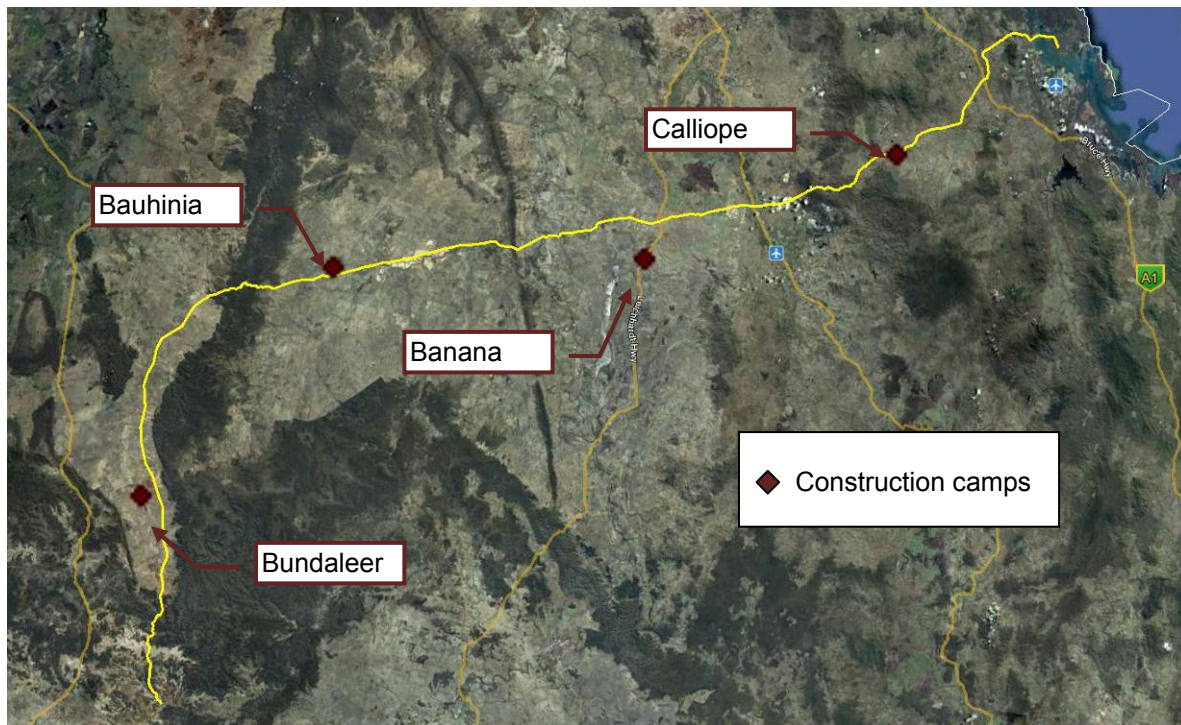 Calliope
Bruce Hwy
Bauhinia
A1
Leichhardt Hwy
Banana
Construction camps
Bundaleer